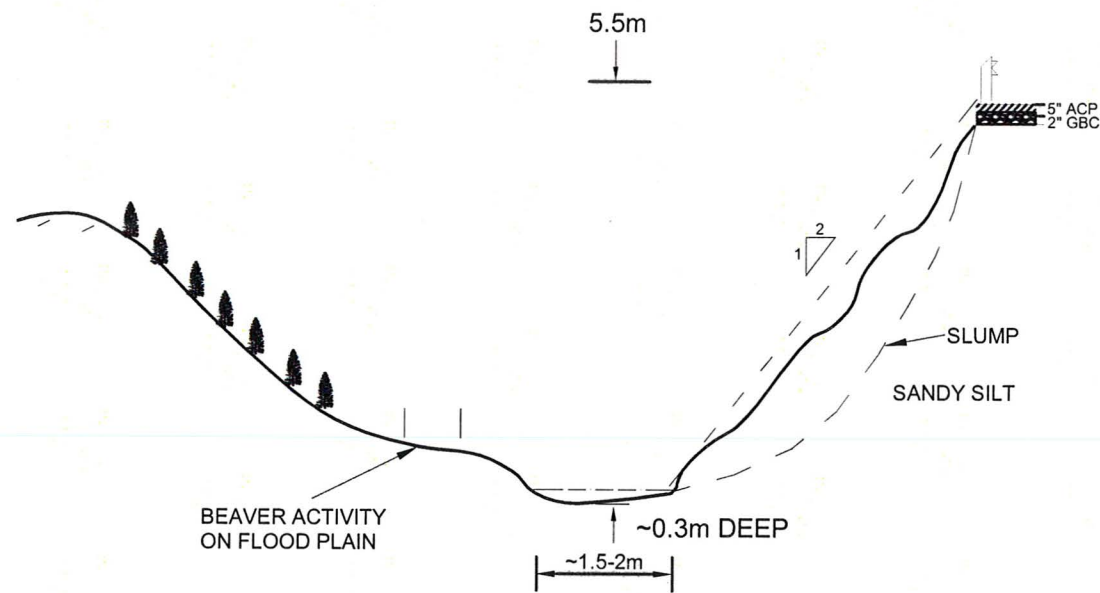 5.5m
5" ACP
2" GBC
2
1
SLUMP
SANDY SILT
BEAVER ACTIVITY
ON FLOOD PLAIN
~0.3m DEEP
~1.5-2m